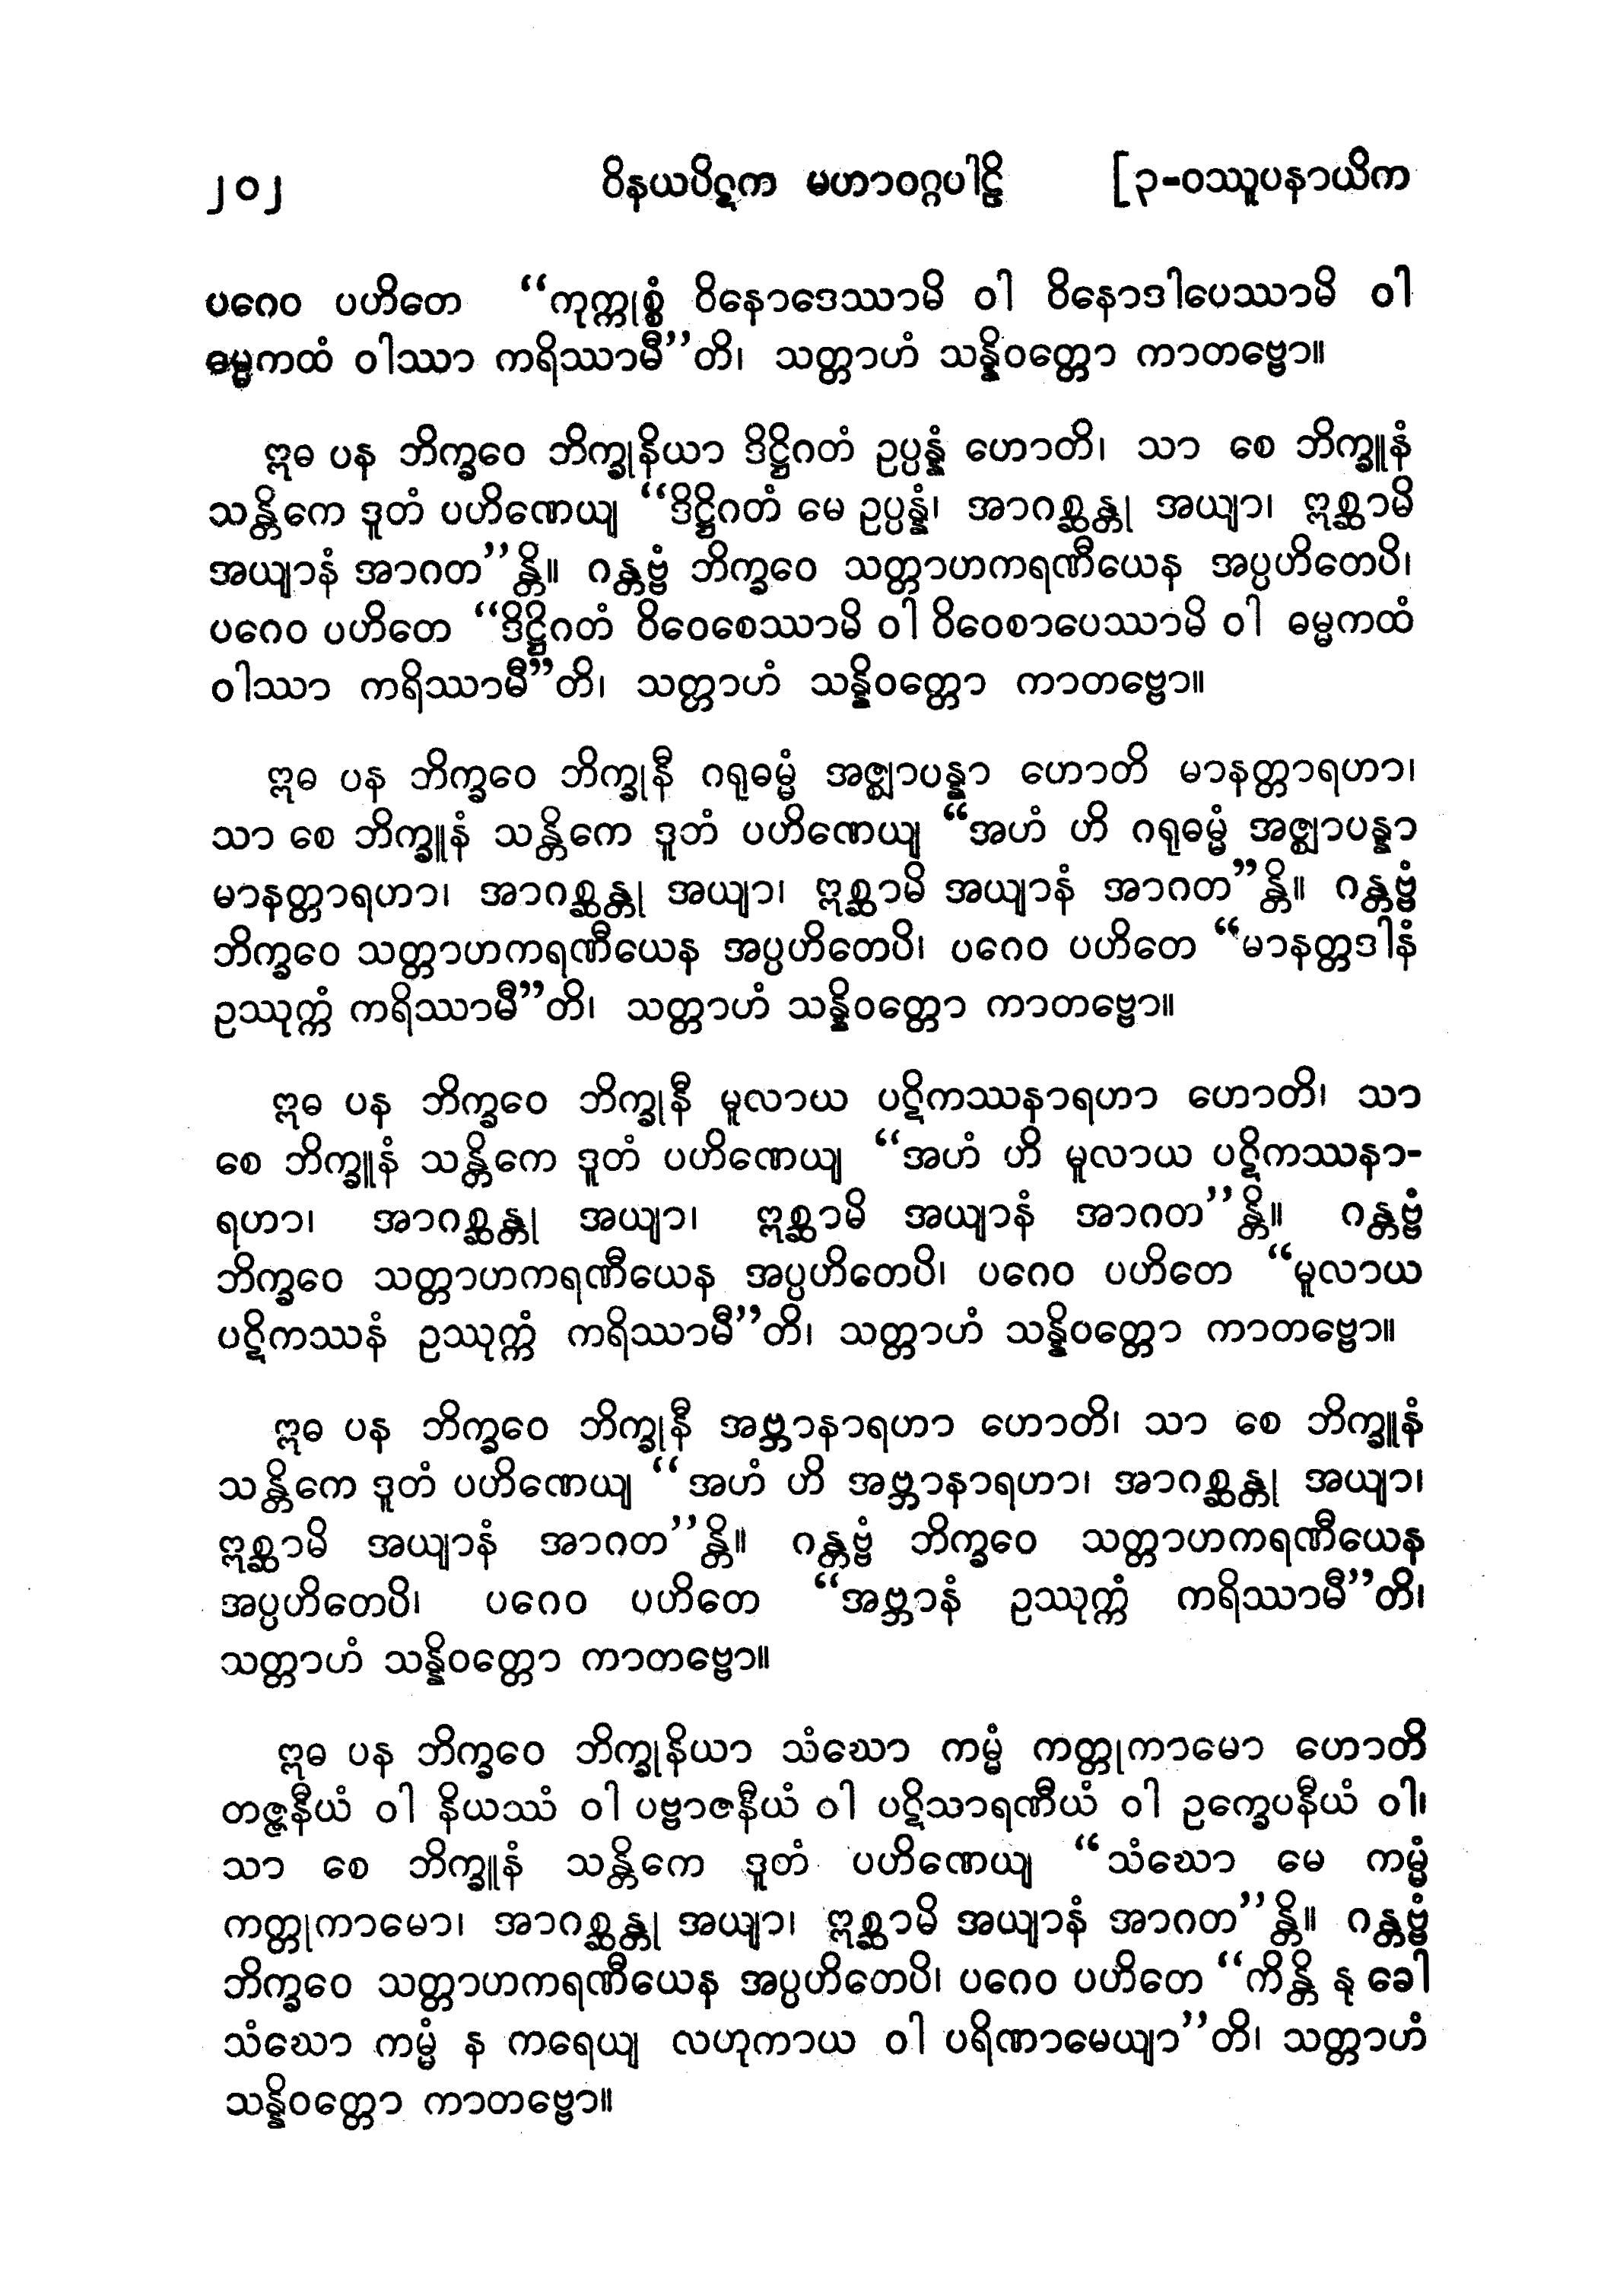 ၂၀၂ ဝိနယပိဋက မဟာဝဂ္ဂပါဠိ [၃-ဝဿူပနာယိက
ပဂေဝ ပဟိတေ “ကုက္ကုစ္စံ ဝိနောဒေဿာမိ ဝါ ဝိနောဒါပေဿာမိ ဝါ
ဓမ္မကထံ ဝါဿာ ကရိဿာမီ”တိ၊ သတ္တာဟံ သန္နိဝတ္တော ကာတဗ္ဗော။
ဣဓ ပန ဘိက္ခဝေ ဘိက္ခုနိယာ ဒိဋ္ဌိဂတံ ဥပ္ပန္နံ ဟောတိ၊ သာ စေ ဘိက္ခူနံ
သန္တိကေ ဒူတံ ပဟိဏေယျ “ဒိဋ္ဌိဂတံ မေ ဥပ္ပန္နံ၊ အာဂစ္ဆန္တု အယျာ၊ ဣစ္ဆာမိ
အယျာနံ အာဂတ”န္တိ။ ဂန္တဗ္ဗံ ဘိက္ခဝေ သတ္တာဟကရဏီယေန အပ္ပဟိတေပိ၊
ပဂေဝ ပဟိတေ “ဒိဋ္ဌိဂတံ ဝိဝေစေဿာမိ ဝါ ဝိဝေစာပေဿာမိ ဝါ ဓမ္မကထံ
ဝါဿာ ကရိဿာမီ”တိ၊ သတ္တာဟံ သန္နိဝတ္တော ကာတဗ္ဗော။
ဣဓ ပန ဘိက္ခဝေ ဘိက္ခုနီ ဂရုဓမ္မံ အဇ္ဈာပန္နာ ဟောတိ မာနတ္တာရဟာ၊
သာ စေ ဘိက္ခူနံ သန္တိကေ ဒူတံ ပဟိဏေယျ “အဟံ ဟိ ဂရုဓမ္မံ အဇ္ဈာပန္နာ
မာနတ္တာရဟာ၊ အာဂစ္ဆန္တု အယျာ၊ ဣစ္ဆာမိ အယျာနံ အာဂတ”န္တိ။ ဂန္တဗ္ဗံ
ဘိက္ခဝေ သတ္တာဟကရဏီယေန အပ္ပဟိတေပိ၊ ပဂေဝ ပဟိတေ “မာနတ္တဒါနံ
ဥဿုက္ကံ ကရိဿာမီ”တိ၊ သတ္တာဟံ သန္နိဝတ္တော ကာတဗ္ဗော။
ဣဓ ပန ဘိက္ခဝေ ဘိက္ခုနီ မူလာယ ပဋိကဿနာရဟာ ဟောတိ၊ သာ
စေ ဘိက္ခူနံ သန္တိကေ ဒူတံ ပဟိဏေယျ “အဟံ ဟိ မူလာယ ပဋိကဿနာ-
ရဟာ၊ အာဂစ္ဆန္တု အယျာ၊ ဣစ္ဆာမိ အယျာနံ အာဂတ”န္တိ။ ဂန္တဗ္ဗံ
ဘိက္ခဝေ သတ္တာဟကရဏီယေန အပ္ပဟိတေပိ၊ ပဂေဝ ပဟိတေ “မူလာယ
ပဋိကဿနံ ဥဿုက္ကံ ကရိဿာမီ”တိ၊ သတ္တာဟံ သန္နိဝတ္တော ကာတဗ္ဗော။
ဣဓ ပန ဘိက္ခဝေ ဘိက္ခုနီ အဗ္ဘာနာရဟာ ဟောတိ၊ သာ စေ ဘိက္ခူနံ
သန္တိကေ ဒူတံ ပဟိဏေယျ “အဟံ ဟိ အဗ္ဘာနာရဟာ၊ အာဂစ္ဆန္တု အယျာ၊
ဣစ္ဆာမိ အယျာနံ အာဂတ”န္တိ။ ဂန္တဗ္ဗံ ဘိက္ခဝေ သတ္တာဟကရဏီယေန
အပ္ပဟိတေပိ၊ ပဂေဝ ပဟိတေ “အဗ္ဘာနံ ဥဿုက္ကံ ကရိဿာမီ”တိ၊
သတ္တာဟံ သန္နိဝတ္တော ကာတဗ္ဗော။
ဣဓ ပန ဘိက္ခဝေ ဘိက္ခုနိယာ သံဃော ကမ္မံ ကတ္တုကာမော ဟောတိ
တဇ္ဇနီယံ ဝါ နိယဿံ ဝါ ပဗ္ဗာဇနီယံ ဝါ ပဋိသာရဏီယံ ဝါ ဥက္ခေပနီယံ ဝါ၊
သာ စေ ဘိက္ခူနံ သန္တိကေ ဒူတံ ပဟိဏေယျ “သံဃော မေ ကမ္မံ
ကတ္တုကာမော၊ အာဂစ္ဆန္တု အယျာ၊ ဣစ္ဆာမိ အယျာနံ အာဂတ”န္တိ။ ဂန္တဗ္ဗံ
ဘိက္ခဝေ သတ္တာဟကရဏီယေန အပ္ပဟိတေပိ၊ ပဂေဝ ပဟိတေ “ကိန္တိ နု ခေါ
သံဃော ကမ္မံ န ကရေယျ လဟုကာယ ဝါ ပရိဏာမေယျာ”တိ၊ သတ္တာဟံ
သန္နိဝတ္တော ကာတဗ္ဗော။